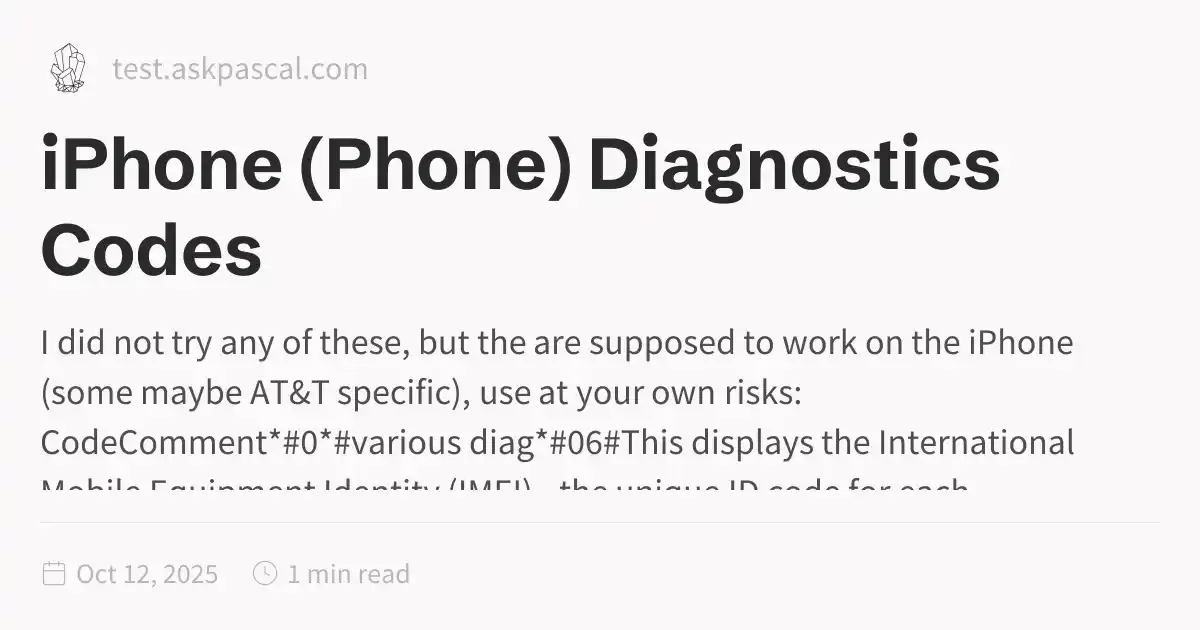 test.askpascal.com
iPhone (Phone) Diagnostics
Codes
I did not try any of these, but the are supposed to work on the iPhone
(some maybe AT&T specific), use at your own risks:
CodeComment*#0*#various diag*#06#This displays the International
Mobile Equipment Identity (IMEI) - the unique ID code for each
Oct 12, 2025
1 min read